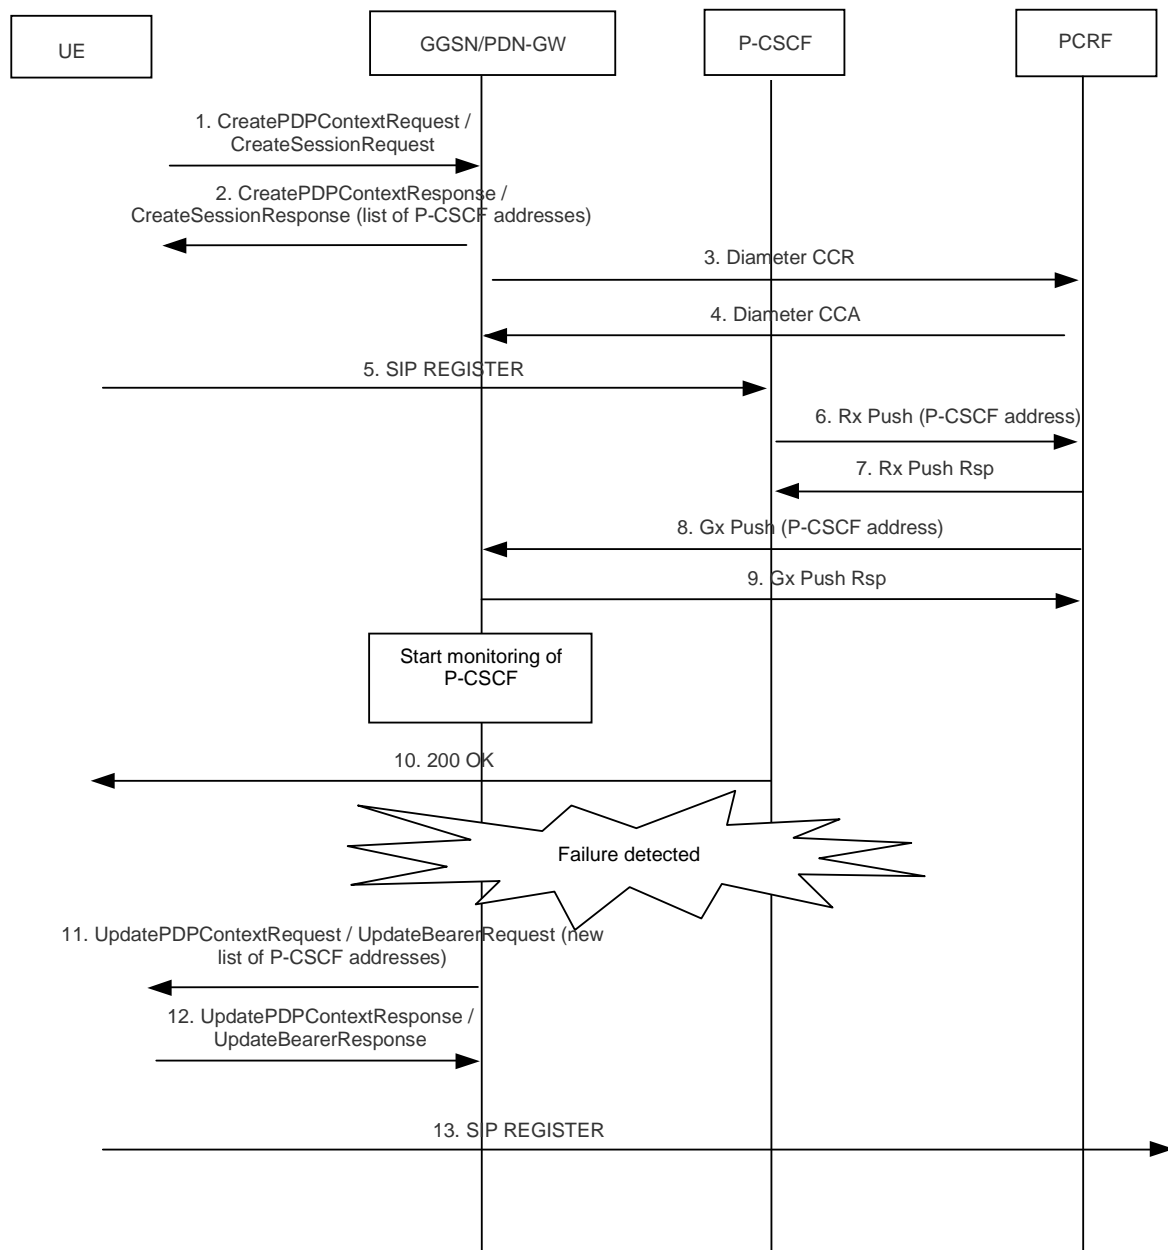 UE
GGSN/PDN-GW
P-CSCF
PCRF
1. CreatePDPContextRequest /
CreateSessionRequest
2. CreatePDPContextResponse /
CreateSessionResponse (list of P-CSCF addresses)
3. Diameter CCR
4. Diameter CCA
5. SIP REGISTER
6. Rx Push (P-CSCF address)
7. Rx Push Rsp
8. Gx Push (P-CSCF address)
9. Gx Push Rsp
Start monitoring of
P-CSCF
10. 200 OK
Failure detected
11. UpdatePDPContextRequest / UpdateBearerRequest (new
list of P-CSCF addresses)
12. UpdatePDPContextResponse /
UpdateBearerResponse
13. SIP REGISTER